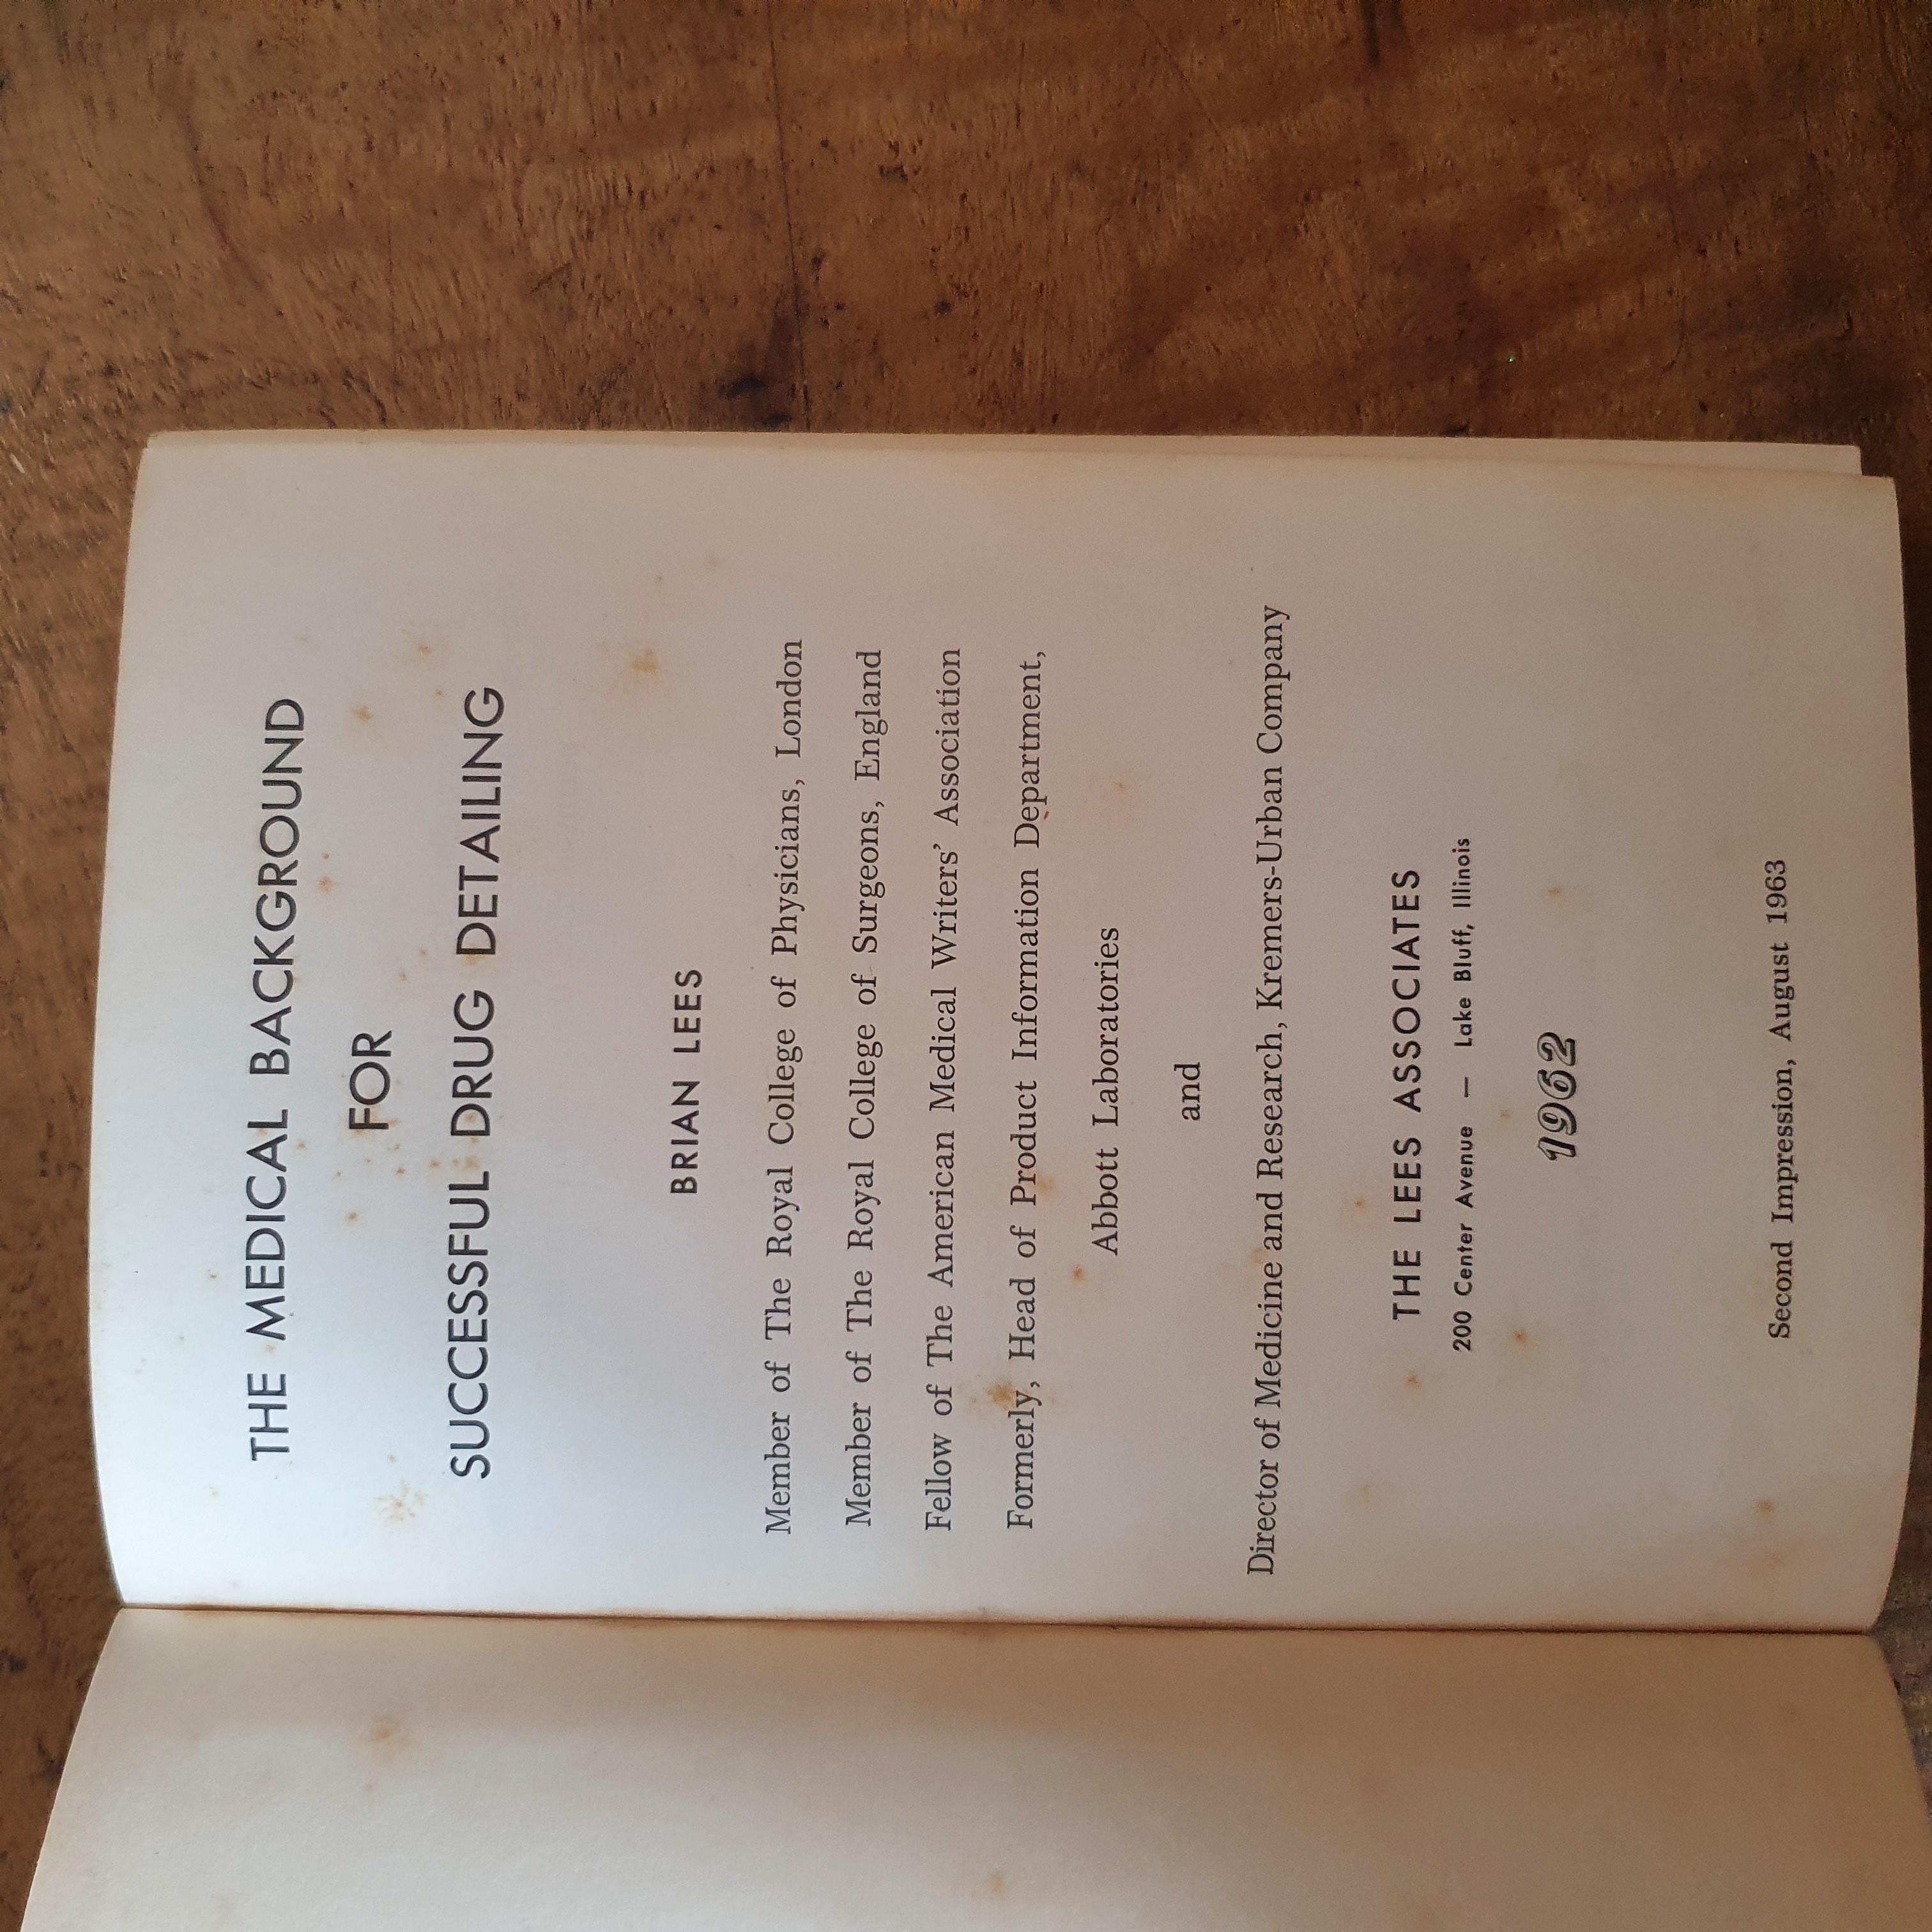 THE MEDICAL BACKGROUND
FOR
SUCCESSFUL DRUG DETAILING
BRIAN LEES
Member of The Royal College of Physicians, London
Member of The Royal College of Surgeons, England
Fellow of The American Medical Writers' Association
Formerly, Head of Product Information Department,
Abbott Laboratories
and
Director of Medicine and Research, Kremers-Urban Company
THE LEES ASSOCIATES
200 Center Avenue — Lake Bluff, Illinois
1962
Second Impression, August 1963